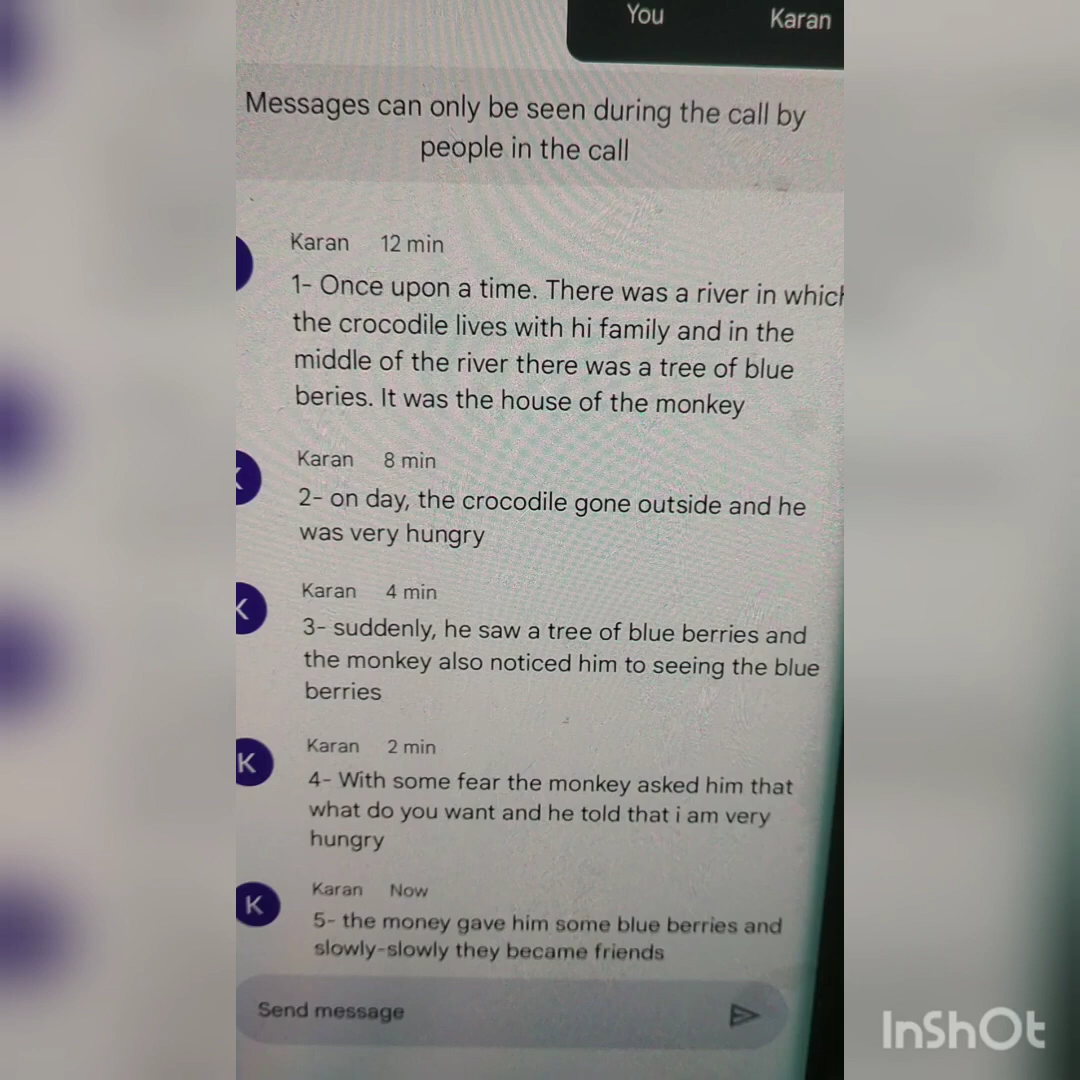 You Karan
Messages can only be seen during the call by
people in the call
Karan 12 min
1- Once upon a time. There was a river in which
the crocodile lives with hi family and in the
middle of the river there was a tree of blue
beries. It was the house of the monkey
K
Karan 8 min
2- on day, the crocodile gone outside and he
was very hungry
K
Karan 4 min
3- suddenly, he saw a tree of blue berries and
the monkey also noticed him to seeing the blue
berries
K
Karan 2 min
4- With some fear the monkey asked him that
what do you want and he told that i am very
hungry
K
Karan Now
5- the money gave him some blue berries and
slowly-slowly they became friends
Send message
InShOt